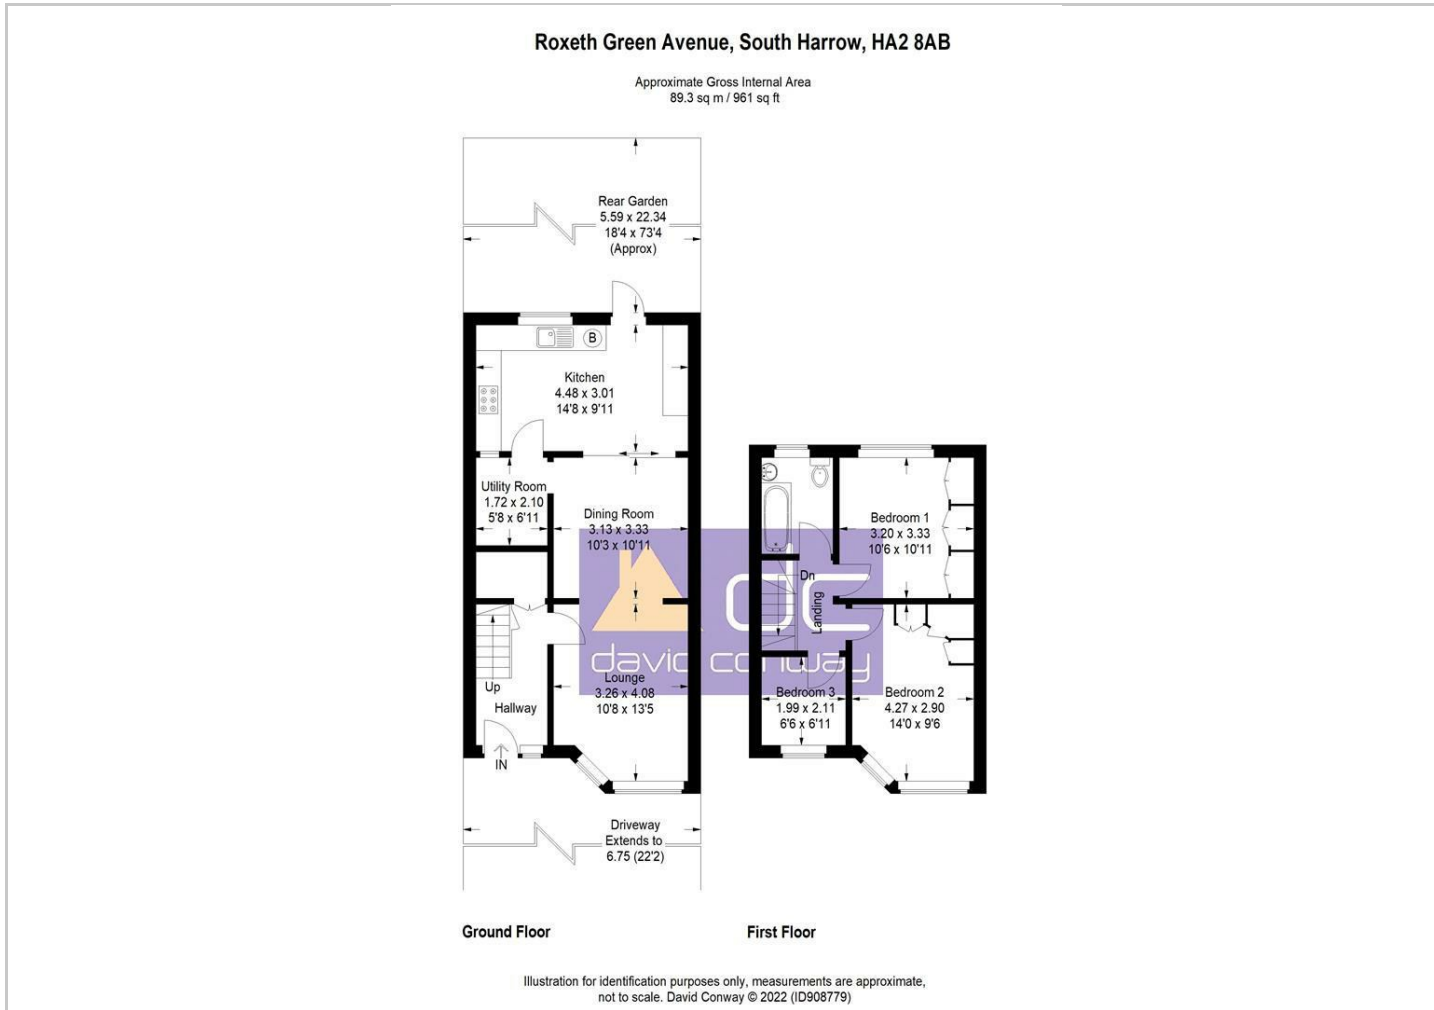 Roxeth Green Avenue, South Harrow, HA2 8AB
Approximate Gross Internal Area
89.3 sq m / 961 sq ft
Rear Garden
5.59 x 22.34
18'4 x 73'4
(Approx)
B
Kitchen
4.48 x 3.01
14'8 x 9'11
Utility Room
1.72 x 2.10
5'8 x 6'11
Dining Room
3.13 x 3.33
10'3 x 10'11
Lounge
3.26 x 4.08
10'8 x 13'5
Up
Hallway
IN
Driveway
Extends to
6.75 (22'2)
Ground Floor
Bedroom 1
3.20 x 3.33
10'6 x 10'11
Dn
Landing
Bedroom 3
1.99 x 2.11
6'6 x 6'11
Bedroom 2
4.27 x 2.90
14'0 x 9'6
First Floor
dc
david conway
Illustration for identification purposes only, measurements are approximate,
not to scale. David Conway © 2022 (ID908779)